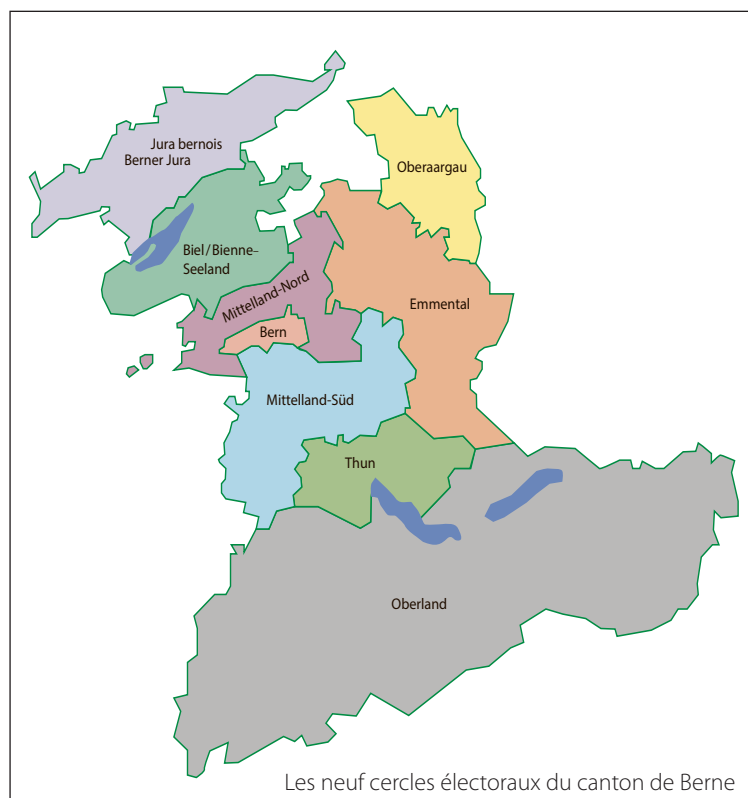 Jura bernois
Berner Jura
Oberaargau
Biel/Bienne-
Seeland
Mittelland-Nord
Emmental
Bern
Mittelland-Süd
Thun
Oberland
Les neuf cercles électoraux du canton de Berne